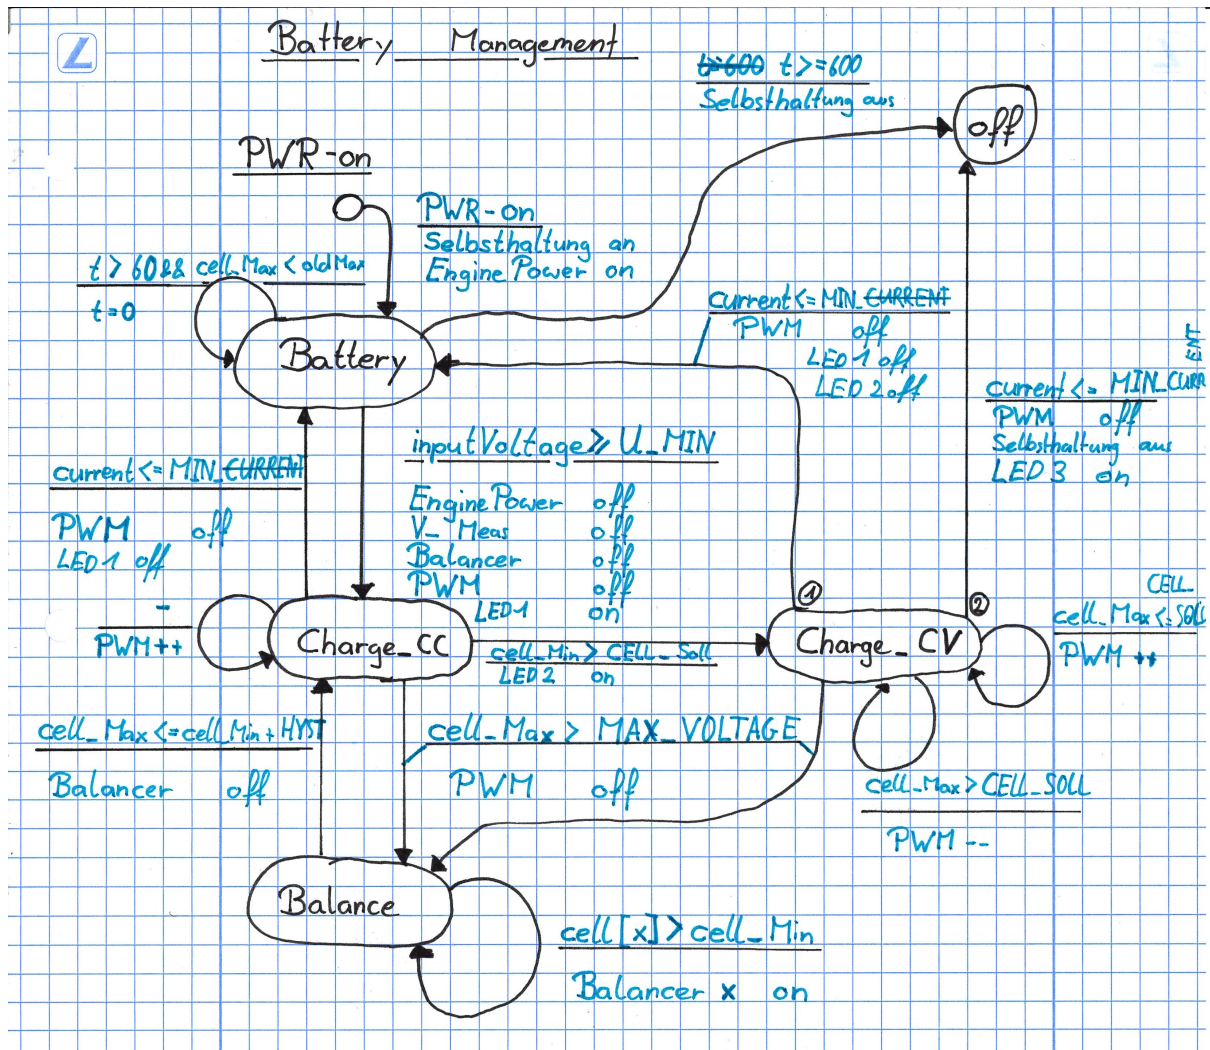 L
Battery Management
t>=600 t>=600
Selbsthaltung aus
off
PWR-on
PWR-on
Selbsthaltung an
Engine Power on
t > 60 && cell_Max < oldMax
t=0
Battery
current <= MIN_CURRENT
PWM off
LED 1 off
LED 2 off
current <= MIN_CURRENT
PWM off
Selbsthaltung aus
LED 3 on
current <= MIN_CURRENT
PWM off
LED 1 off
inputVoltage >= U_MIN
Engine Power off
V_ Meas off
Balancer off
PWM off
LED 1 on
-
PWM++
Charge_CC
cell_Min > CELL_Soll
LED 2 on
①
②
Charge_CV
CELL_
cell_Max <= SOLL
PWM ++
cell_Max <= cell_Min + HYST
Balancer off
cell_Max > MAX_VOLTAGE
PWM off
cell_Max > CELL_SOLL
PWM --
Balance
cell[x] > cell_Min
Balancer x on